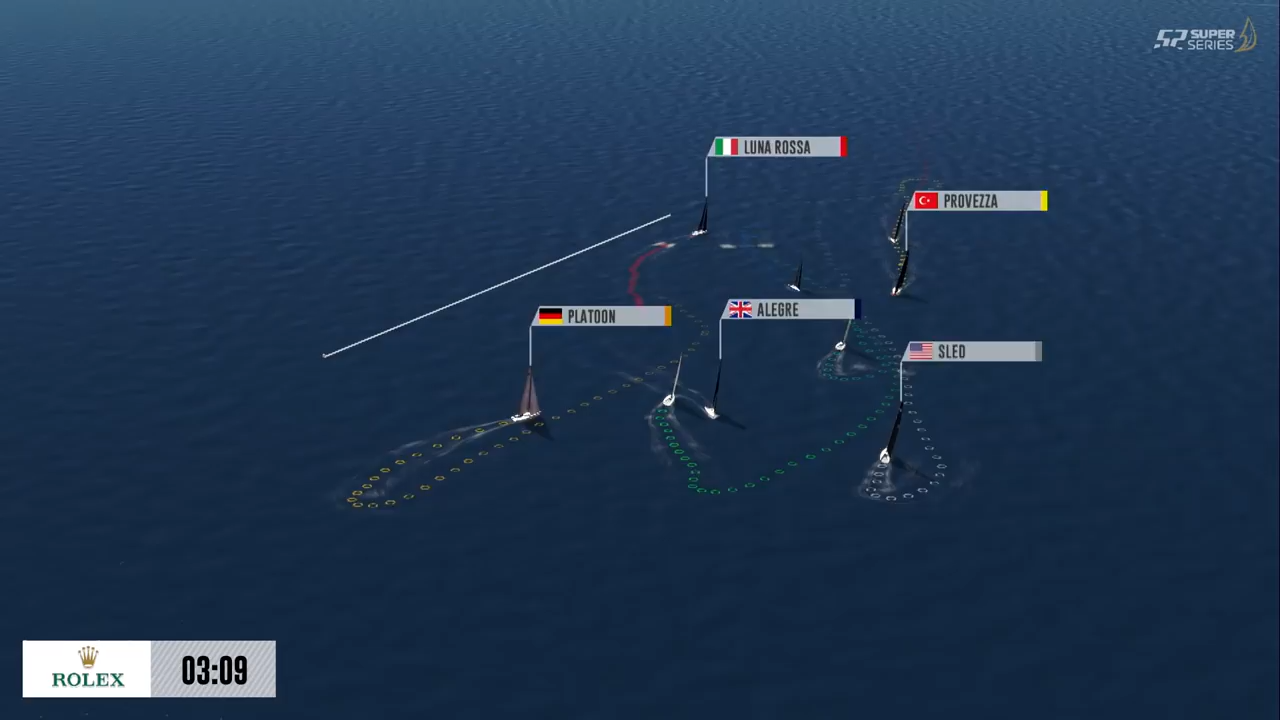 52 SUPER
SERIES
LUNA ROSSA
PROVEZZA
ALEGRE
PLATOON
SLED
ROLEX
03:09